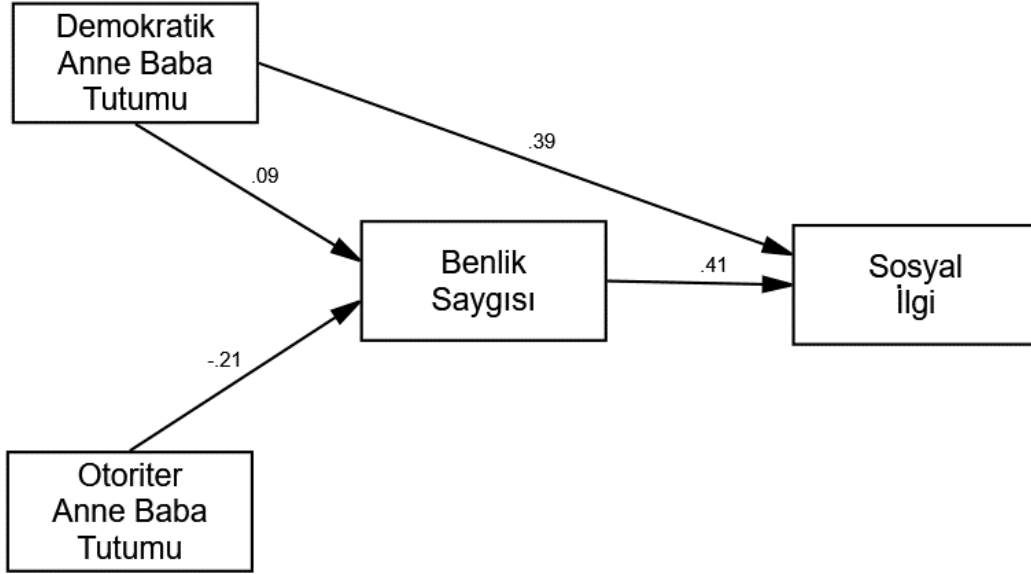 Demokratik
Anne Baba
Tutumu
.39
.09
Benlik
Saygısı
.41
Sosyal
İlgi
-.21
Otoriter
Anne Baba
Tutumu